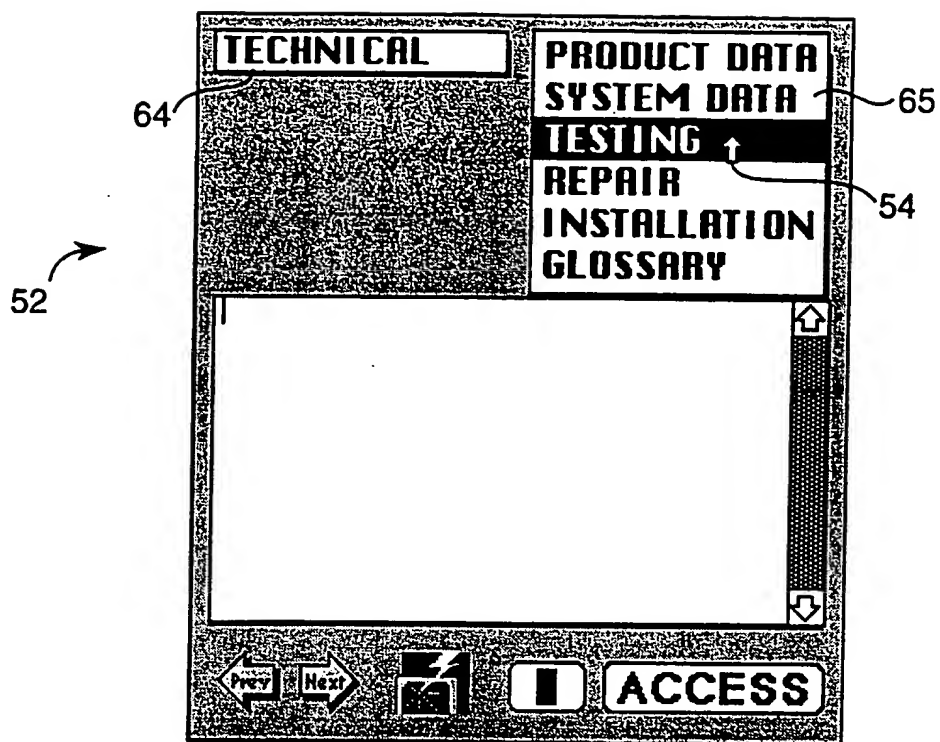 TECHNICAL
64
PRODUCT DATA
SYSTEM DATA
65
TESTING
54
REPAIR
INSTALLATION
GLOSSARY
52
Prev Next ACCESS